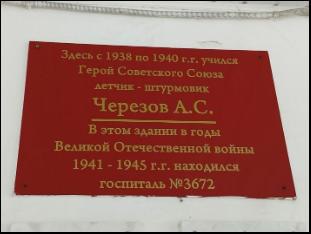 Здесь с 1938 по 1940 г.г. учился
Герой Советского Союза
летчик - штурмовик
Черезов А.С.
В этом здании в годы
Великой Отечественной войны
1941 - 1945 г.г. находился
госпиталь №3672